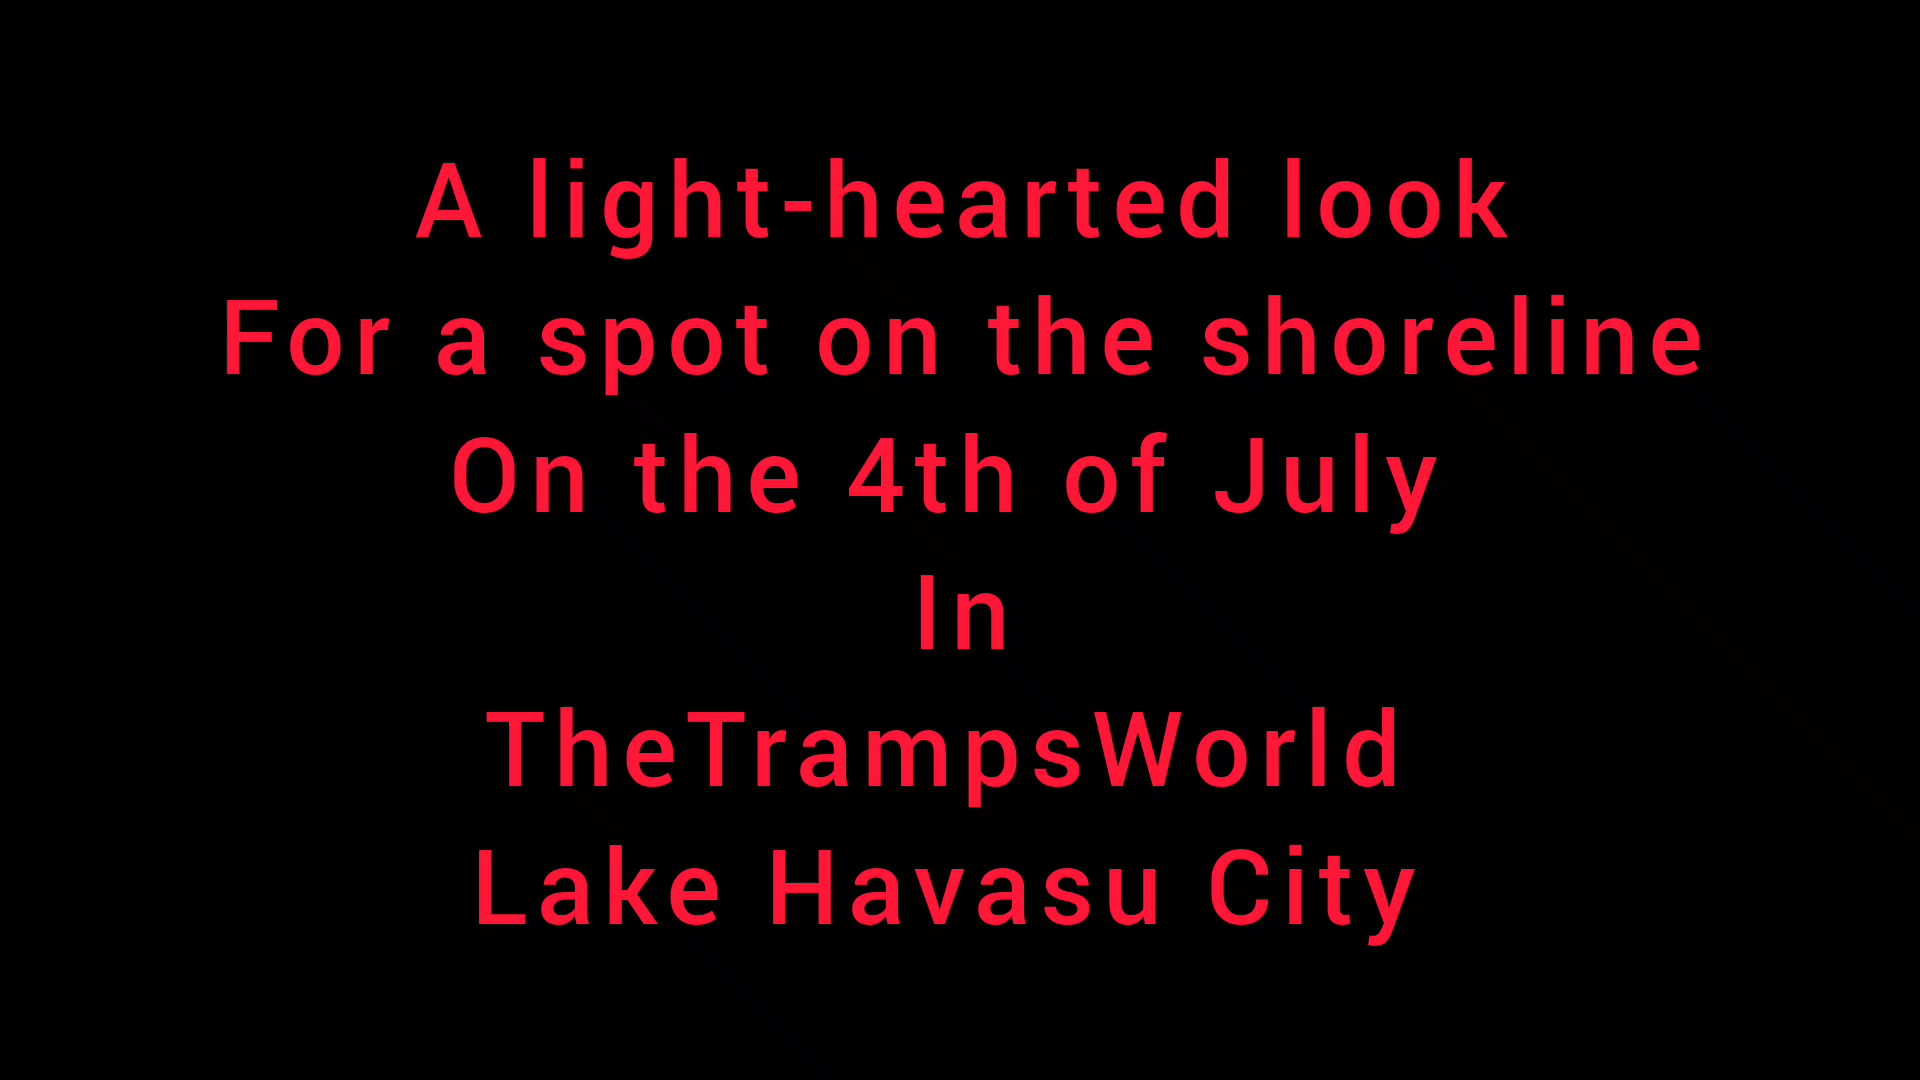 A light-hearted look
For a spot on the shoreline
On the 4th of July
In
TheTrampsWorld
Lake Havasu City